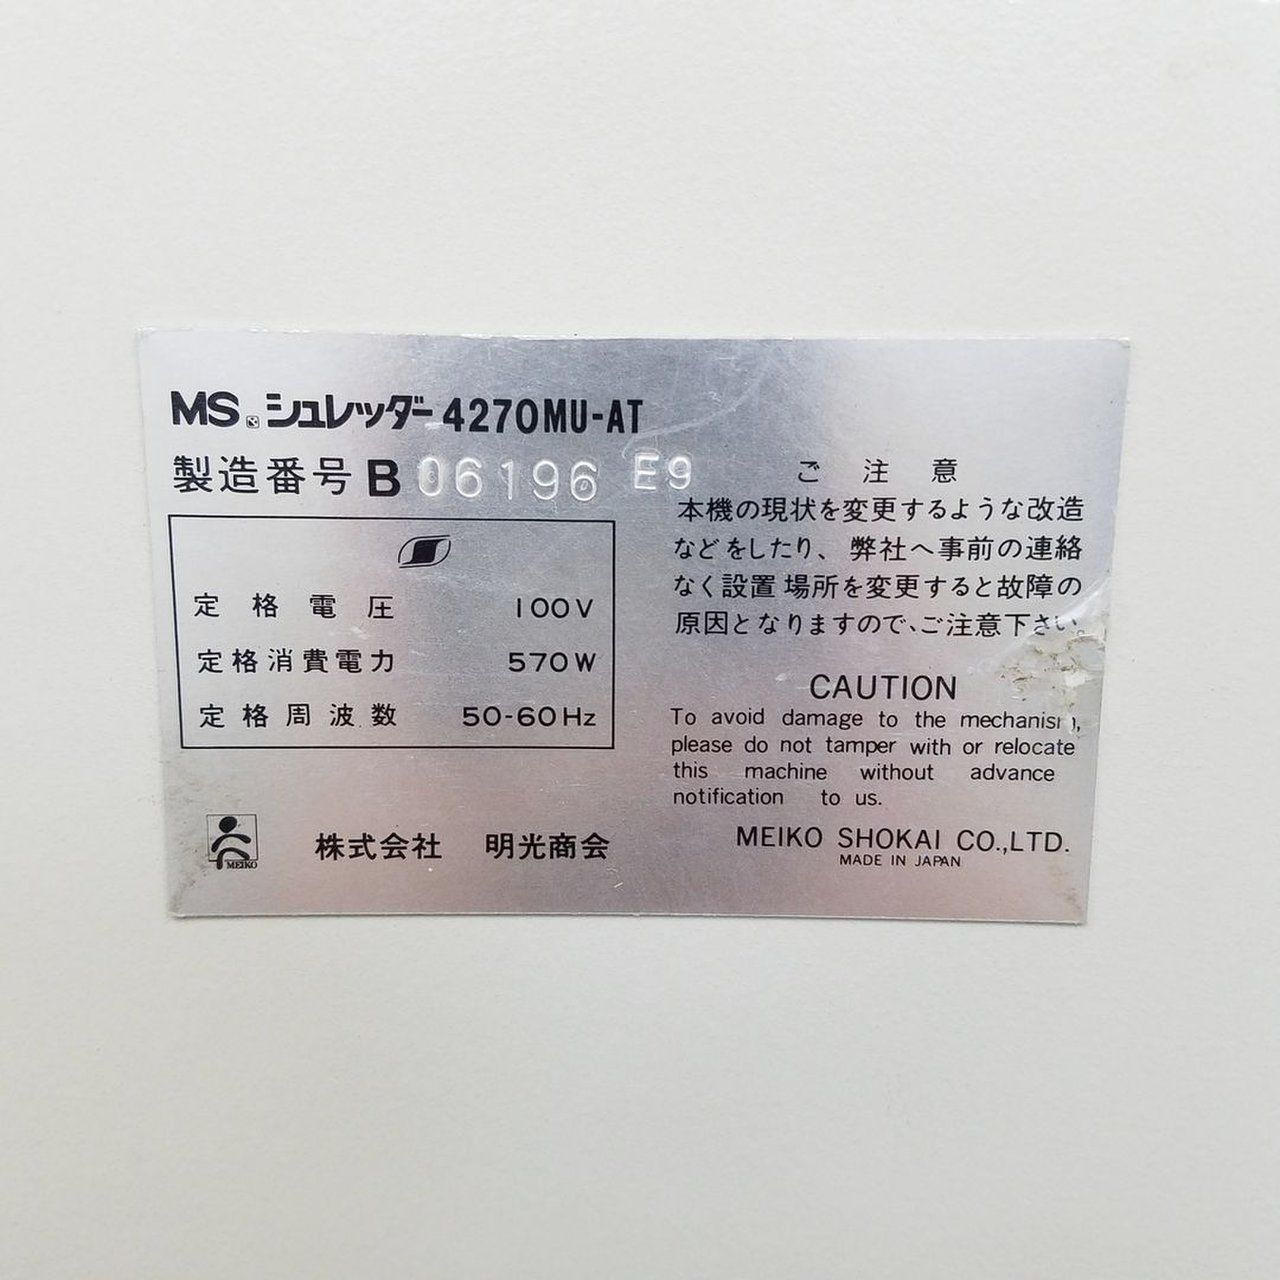 MS シュレッダー 4270MU-AT
製造番号 B 06196 E9
定格電圧 100V
定格消費電力 570W
定格周波数 50-60Hz
MEIKO
株式会社 明光商会
ご注意
本機の現状を変更するような改造
などをしたり、弊社へ事前の連絡
なく設置場所を変更すると故障の
原因となりますので、ご注意下さい。
CAUTION
To avoid damage to the mechanism,
please do not tamper with or relocate
this machine without advance
notification to us.
MEIKO SHOKAI CO.,LTD.
MADE IN JAPAN